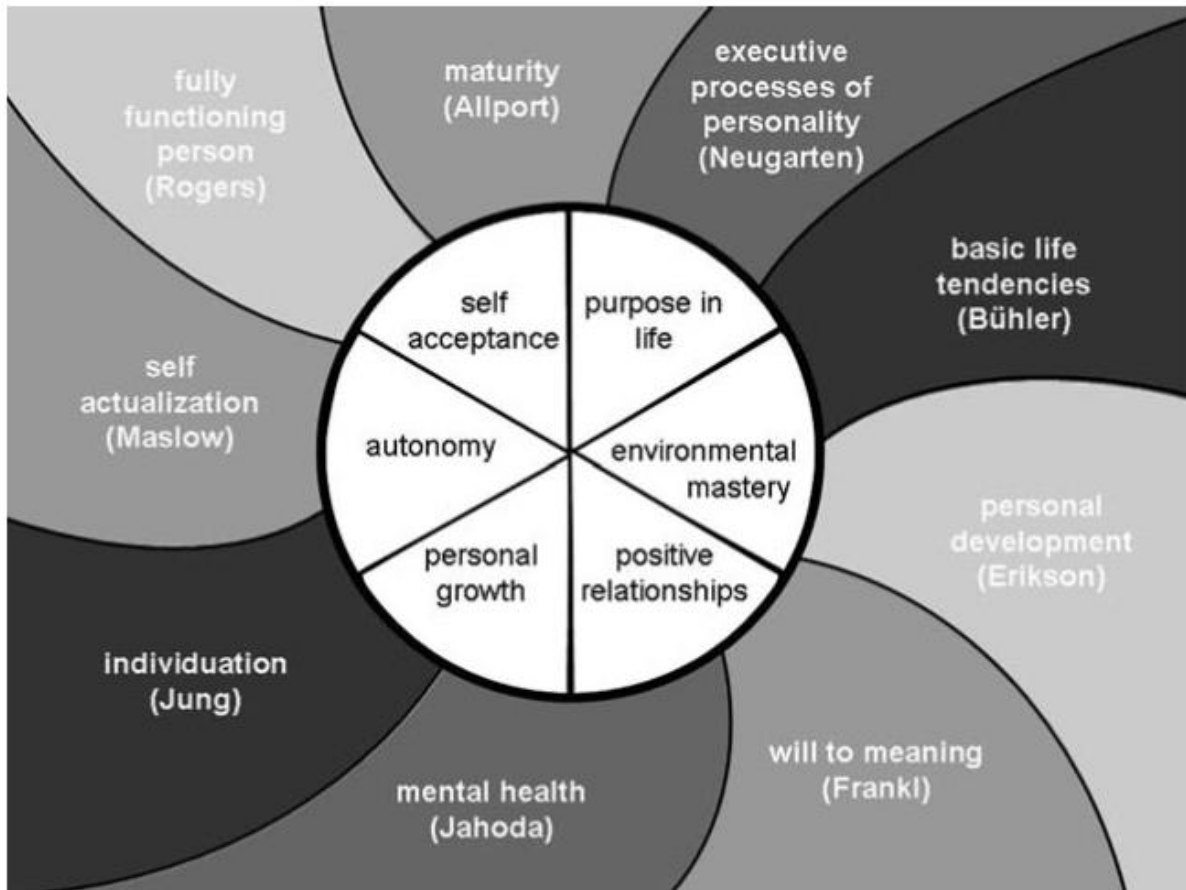 fully
functioning
person
(Rogers)
maturity
(Allport)
executive
processes of
personality
(Neugarten)
basic life
tendencies
(Bühler)
personal
development
(Erikson)
will to meaning
(Frankl)
mental health
(Jahoda)
individuation
(Jung)
self
actualization
(Maslow)
self
acceptance
purpose in
life
environmental
mastery
positive
relationships
personal
growth
autonomy